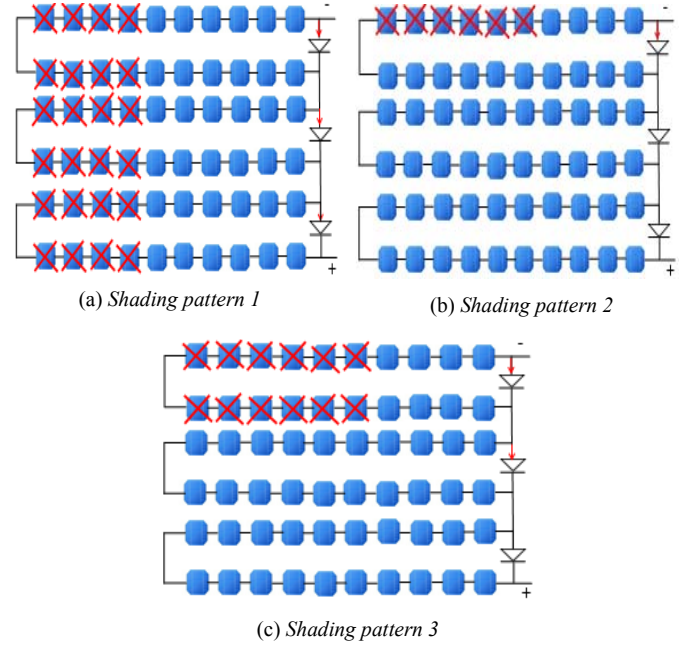 -
-
+
+
(a) Shading pattern 1
(b) Shading pattern 2
-
+
(c) Shading pattern 3